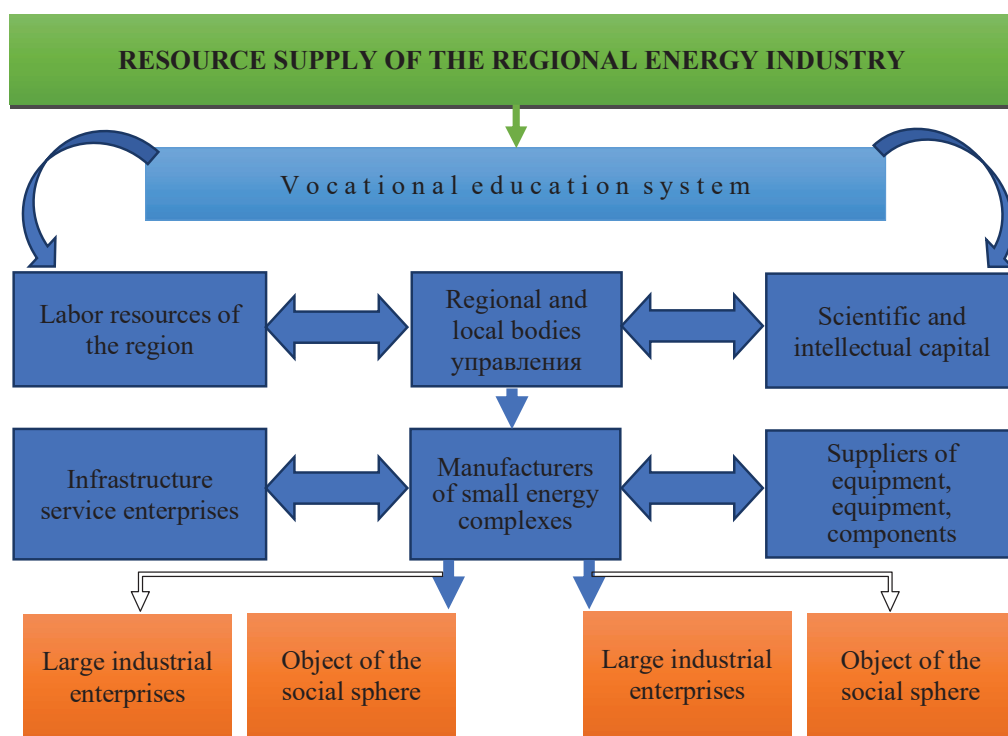 RESOURCE SUPPLY OF THE REGIONAL ENERGY INDUSTRY
Vocational education system
Labor resources of
the region
Regional and
local bodies
управления
Scientific and
intellectual capital
Infrastructure
service enterprises
Manufacturers
of small energy
complexes
Suppliers of
equipment,
equipment,
components
Large industrial
enterprises
Object of the
social sphere
Large industrial
enterprises
Object of the
social sphere